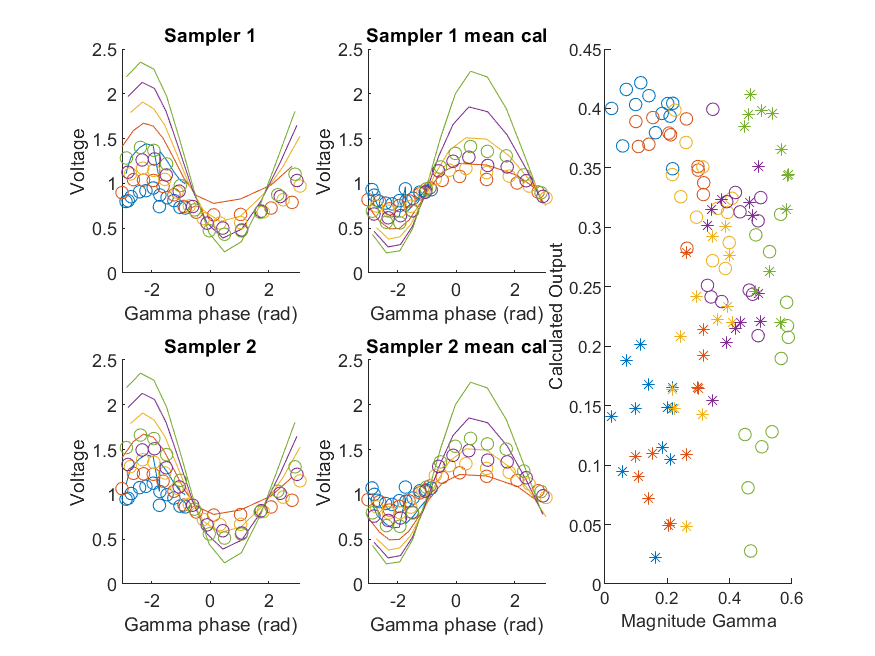 Sampler 1
2.5
2
1.5
1
0.5
0
Voltage
-2 0 2
Gamma phase (rad)
Sampler 1 mean cal
2.5
2
1.5
1
0.5
0
Voltage
-2 0 2
Gamma phase (rad)
Sampler 2
2.5
2
1.5
1
0.5
0
Voltage
-2 0 2
Gamma phase (rad)
Sampler 2 mean cal
2.5
2
1.5
1
0.5
0
Voltage
-2 0 2
Gamma phase (rad)
0.45
0.4
0.35
0.3
0.25
0.2
0.15
0.1
0.05
0
Calculated Output
0 0.2 0.4 0.6
Magnitude Gamma